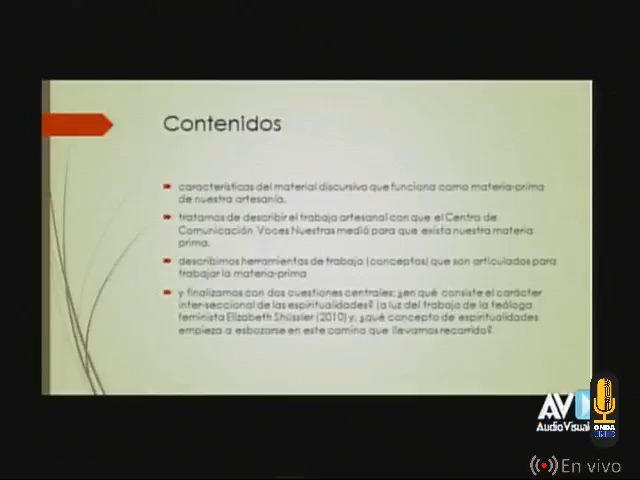 Contenidos
características del material discursivo que funciona como materia-prima
de nuestra artesanía.
tratamos de describir el trabajo artesanal con que el Centro de
Comunicación Voces Nuestras medió para que exista nuestra materia
prima.
describimos herramientas de trabajo (conceptos) que son articulados para
trabajar la materia-prima
y finalizamos con dos cuestiones centrales: ¿en qué consiste el carácter
inter-seccional de las espiritualidades? (a luz del trabajo de la teóloga
feminista Elizabeth Shüssler (2010) y, ¿qué concepto de espiritualidades
empieza a esbozarse en este camino que llevamos recorrido?
AV
AudioVisual
ONDA
UNED
En vivo